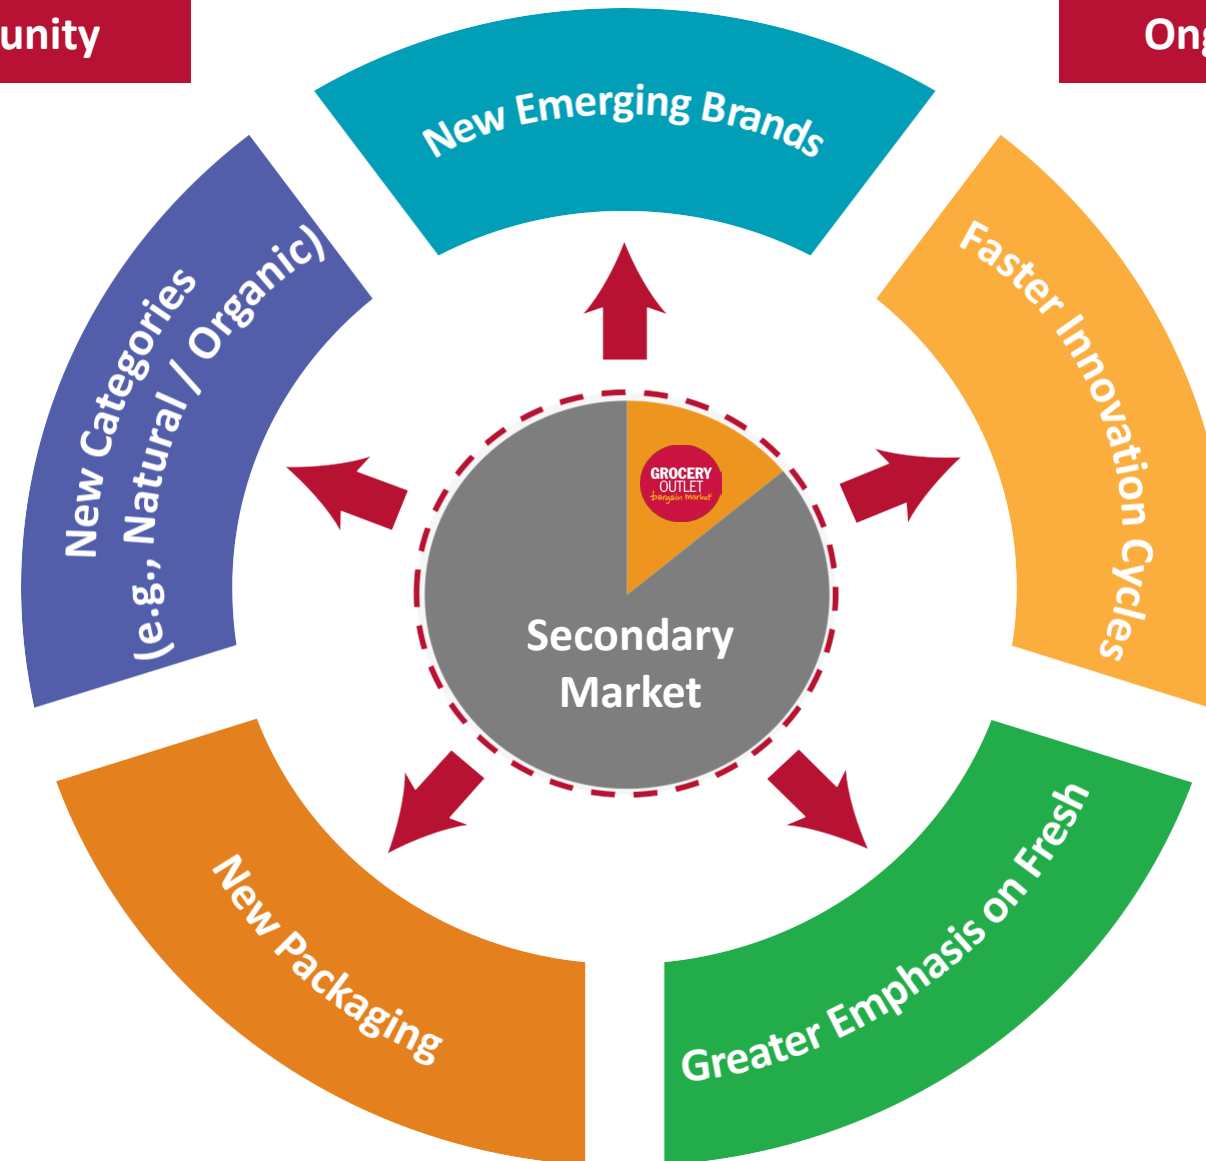 unity
Ong
New Emerging Brands
New Categories
(e.g., Natural / Organic)
Faster Innovation Cycles
GROCERY
OUTLET
bargain market
Secondary
Market
New Packaging
Greater Emphasis on Fresh